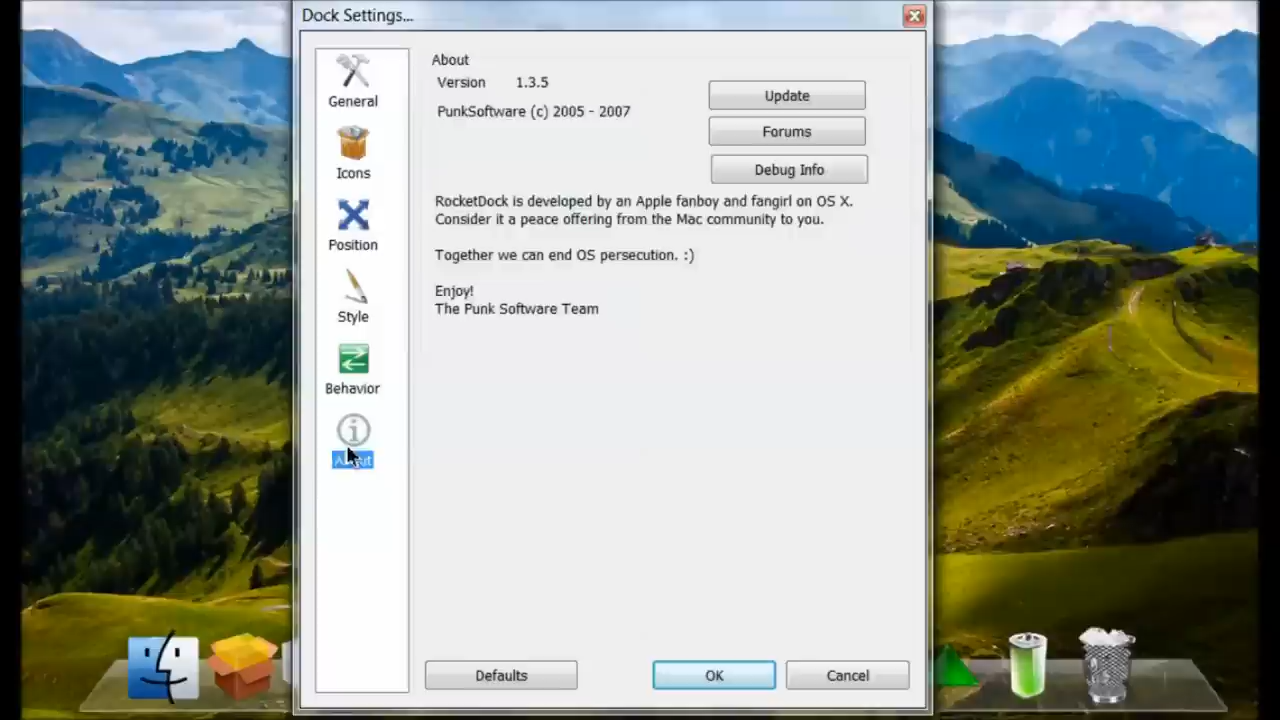 Dock Settings...
General
Icons
Position
Style
Behavior
About
About
Version 1.3.5
PunkSoftware (c) 2005 - 2007
Update
Forums
Debug Info
RocketDock is developed by an Apple fanboy and fangirl on OS X.
Consider it a peace offering from the Mac community to you.
Together we can end OS persecution. :)
Enjoy!
The Punk Software Team
Defaults
OK
Cancel